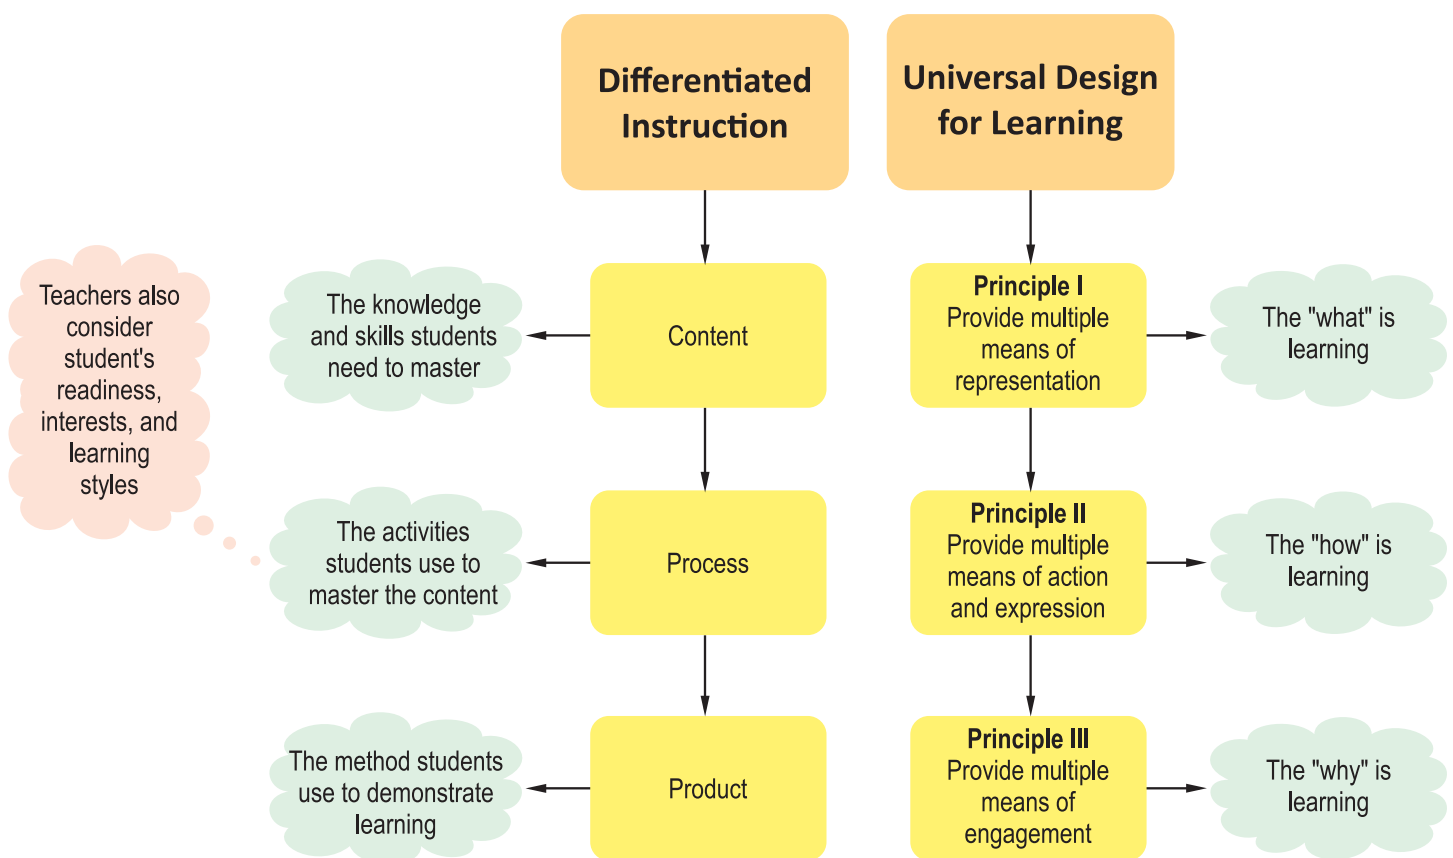 Differentiated
Instruction
Universal Design
for Learning
Teachers also
consider
student's
readiness,
interests, and
learning
styles
The knowledge
and skills students
need to master
Content
Principle I
Provide multiple
means of
representation
The "what" is
learning
The activities
students use to
master the content
Process
Principle II
Provide multiple
means of action
and expression
The "how" is
learning
The method students
use to demonstrate
learning
Product
Principle III
Provide multiple
means of
engagement
The "why" is
learning